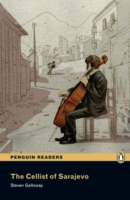 PENGUIN READERS
The Cellist of Sarajevo
Steven Galloway